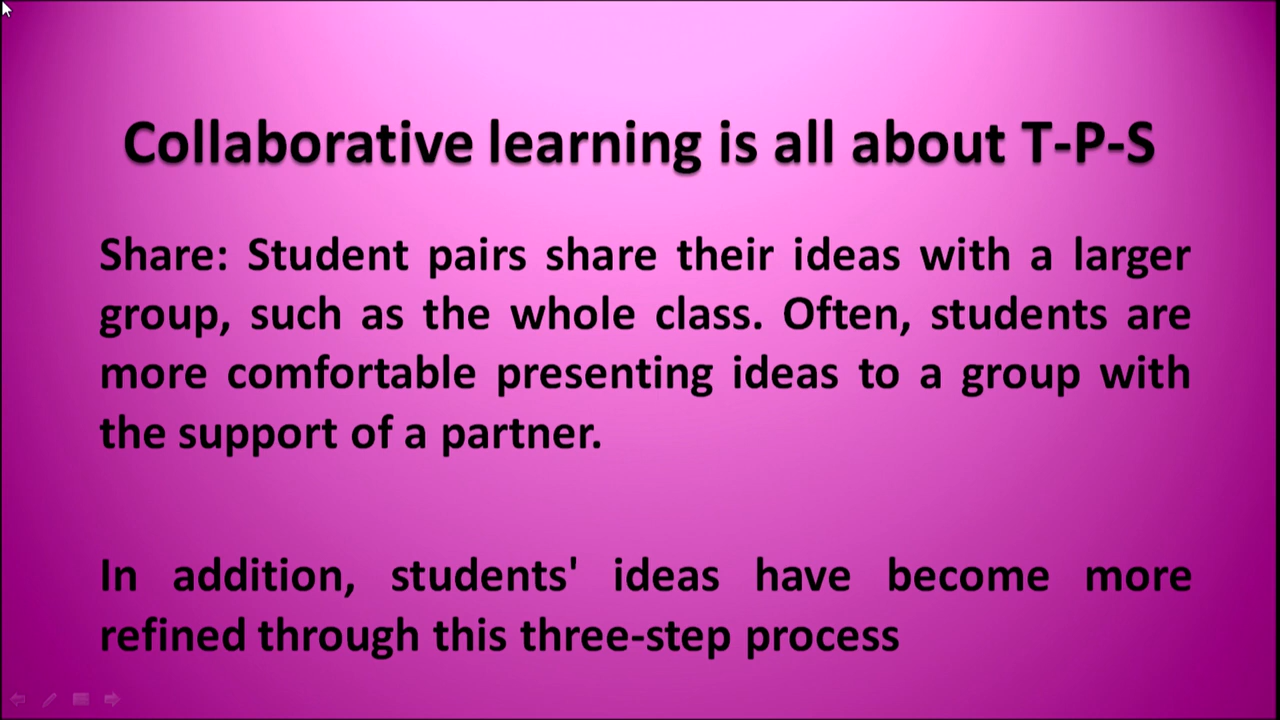 Collaborative learning is all about T-P-S
Share: Student pairs share their ideas with a larger
group, such as the whole class. Often, students are
more comfortable presenting ideas to a group with
the support of a partner.
In addition, students' ideas have become more
refined through this three-step process